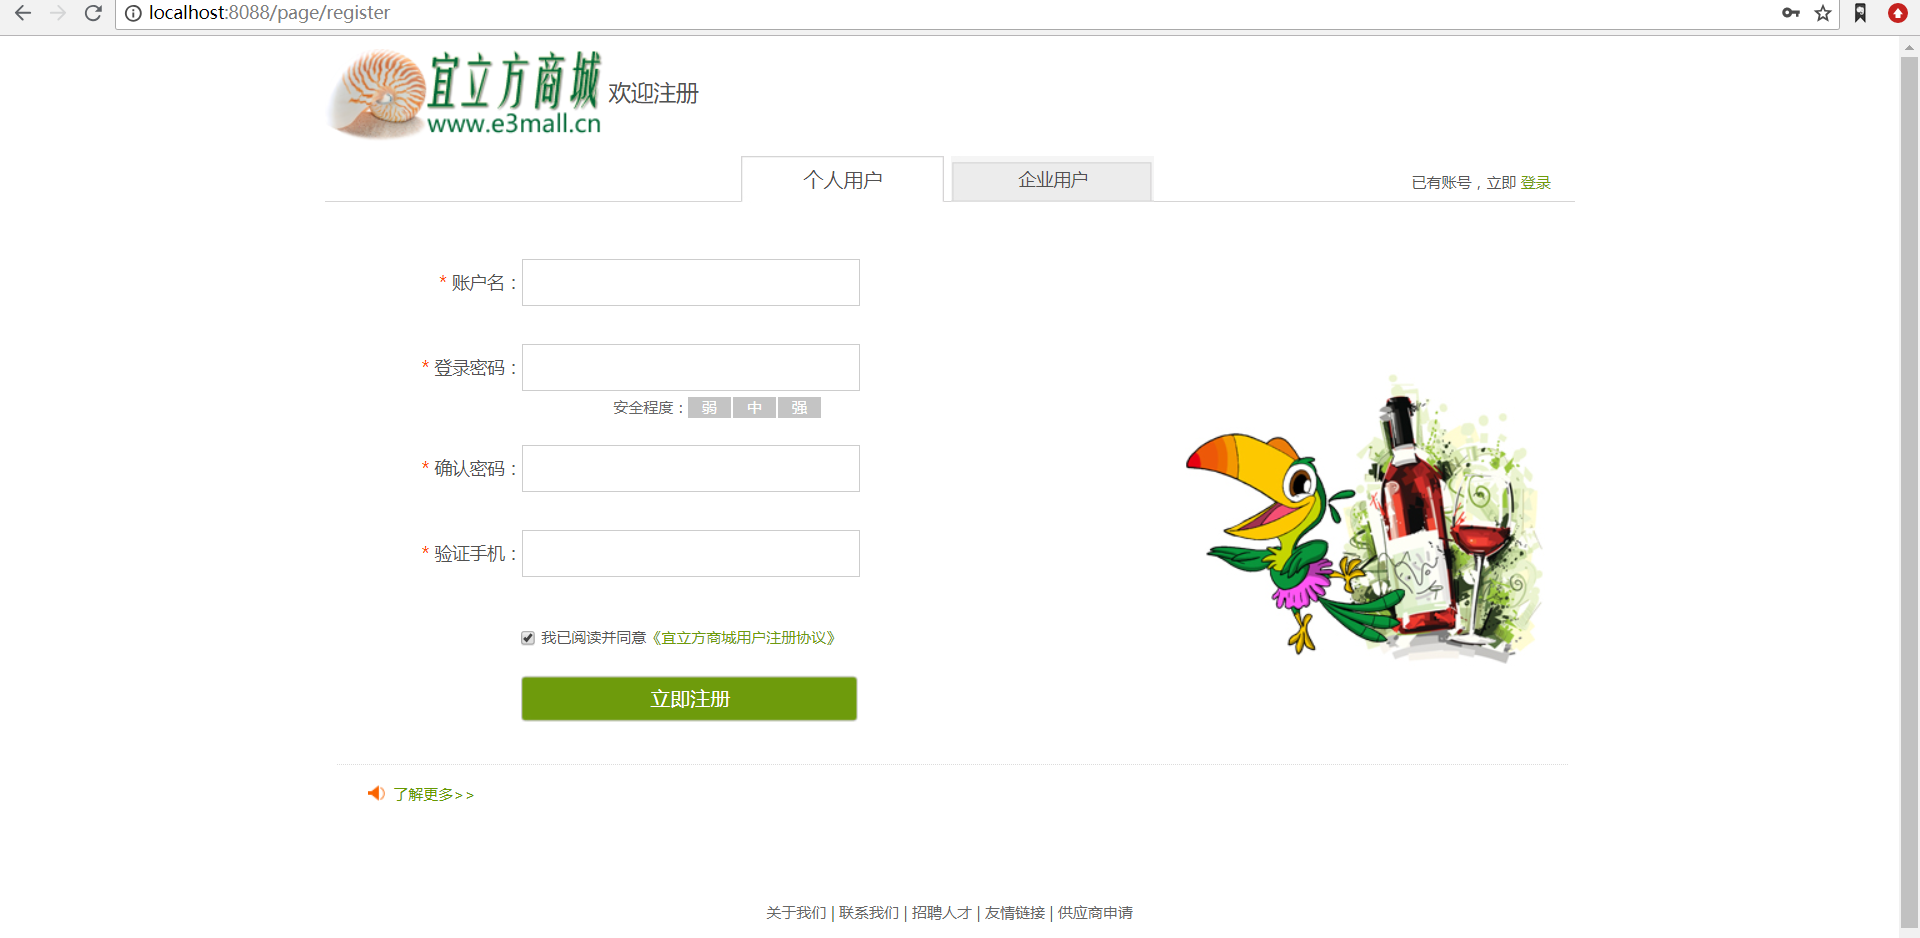 localhost:8088/page/register
宜立方商城
www.e3mall.cn
欢迎注册
个人用户
企业用户
已有账号，立即 登录
* 账户名：
* 登录密码：
安全程度： 弱 中 强
* 确认密码：
* 验证手机：
我已阅读并同意《宜立方商城用户注册协议》
立即注册
了解更多>>
关于我们 | 联系我们 | 招聘人才 | 友情链接 | 供应商申请